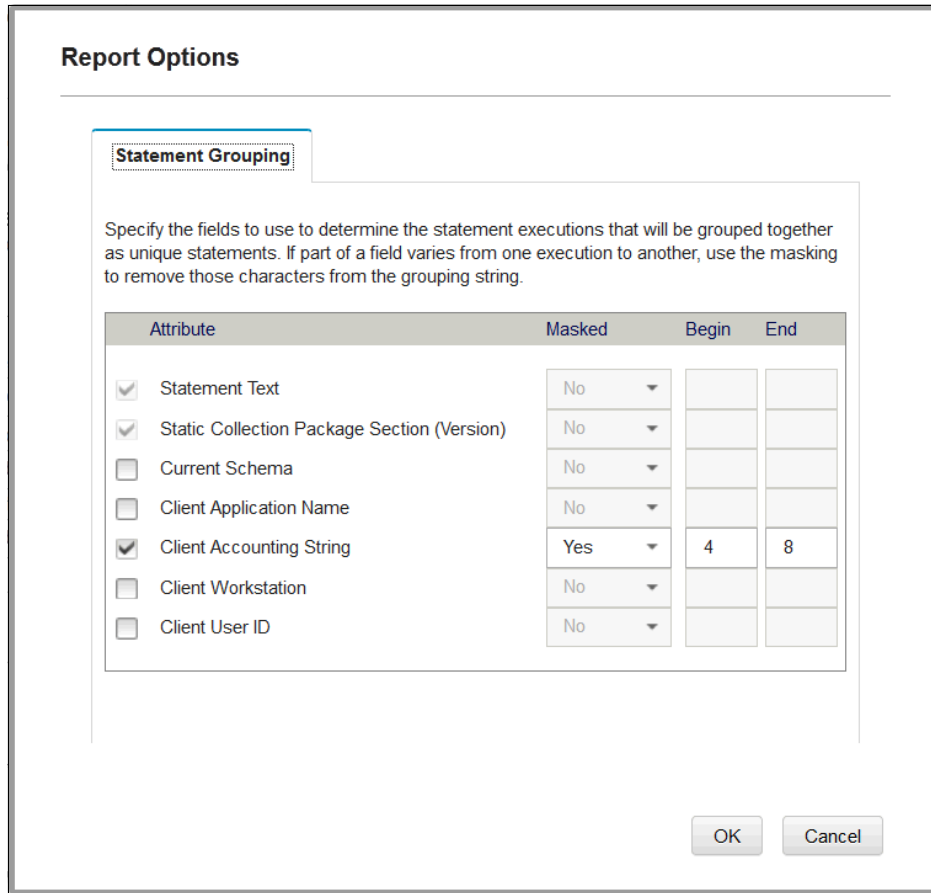 Report Options
Statement Grouping
Specify the fields to use to determine the statement executions that will be grouped together
as unique statements. If part of a field varies from one execution to another, use the masking
to remove those characters from the grouping string.
Attribute Masked Begin End
Statement Text No
Static Collection Package Section (Version) No
Current Schema No
Client Application Name No
Client Accounting String Yes 4 8
Client Workstation No
Client User ID No
OK Cancel